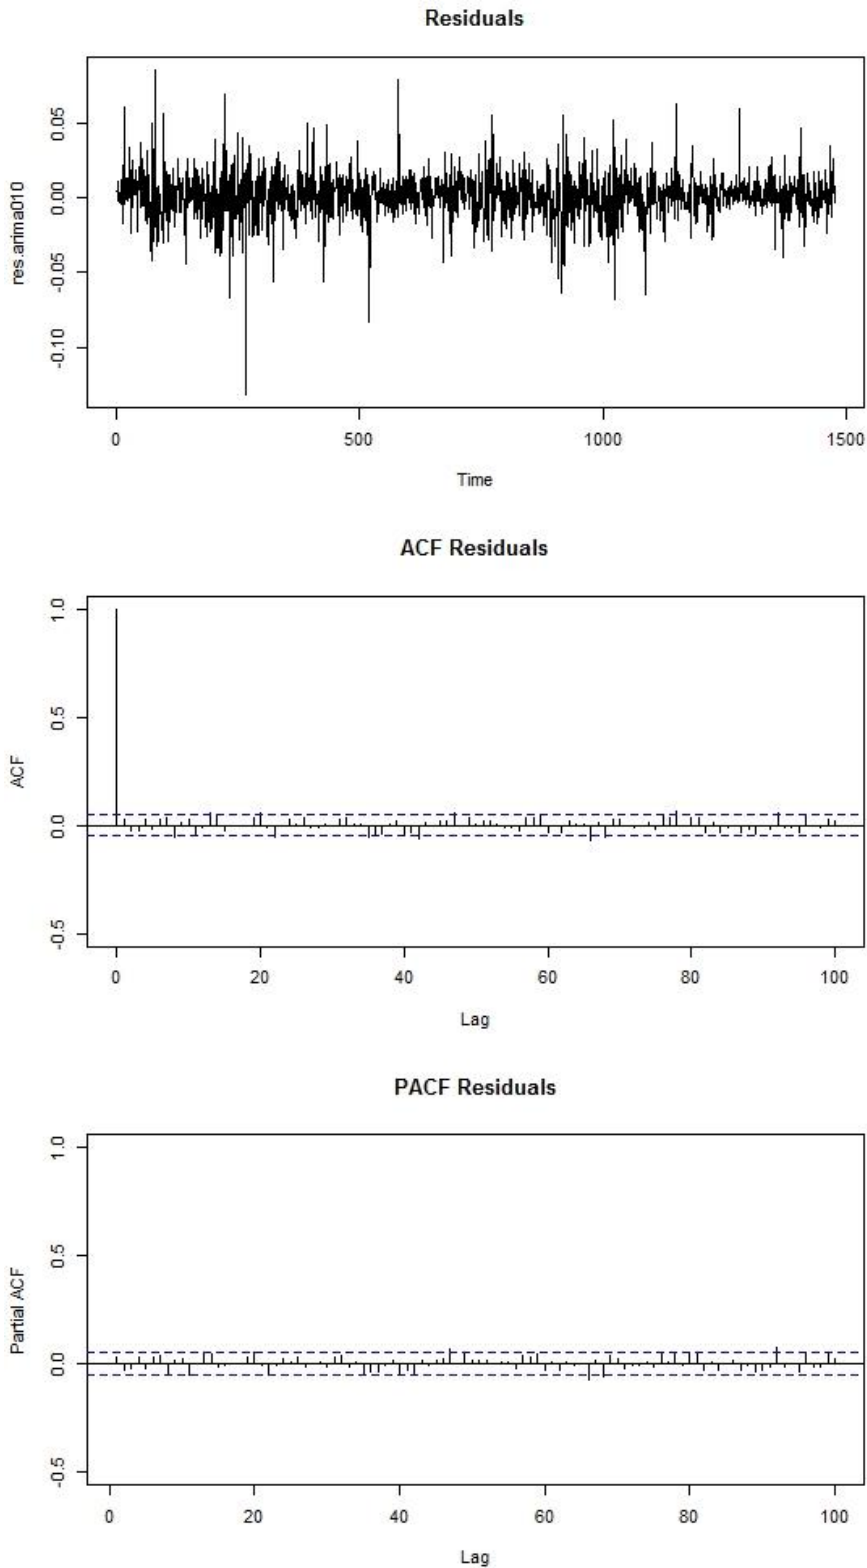 Residuals
res.arima010
0.05
0.00
-0.05
-0.10
0 500 1000 1500
Time
ACF Residuals
ACF
1.0
0.5
0.0
-0.5
0 20 40 60 80 100
Lag
PACF Residuals
Partial ACF
1.0
0.5
0.0
-0.5
0 20 40 60 80 100
Lag